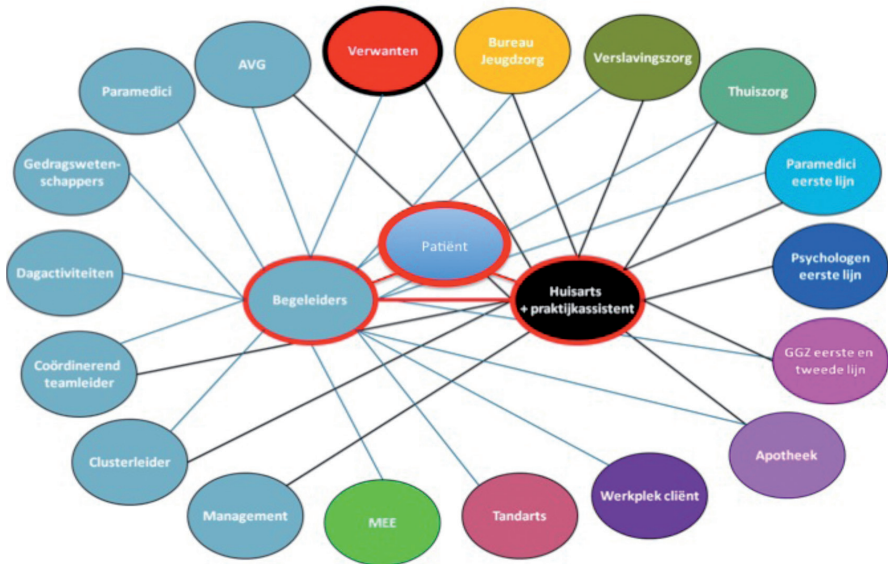 Verwanten
Bureau
Jeugdzorg
AVG
Verslavingszorg
Paramedici
Thuiszorg
Gedragsweten-
schappers
Paramedici
eerste lijn
Patiënt
Dagactiviteiten
Begeleiders
Huisarts
+ praktijkassistent
Psychologen
eerste lijn
Coördinerend
teamleider
GGZ eerste en
tweede lijn
Clusterleider
Apotheek
Management
MEE
Tandarts
Werkplek cliënt